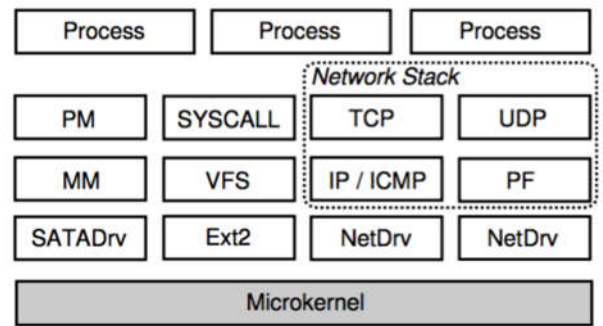 Process Process Process
Network Stack
PM SYSCALL TCP UDP
MM VFS IP / ICMP PF
SATADrv Ext2 NetDrv NetDrv
Microkernel